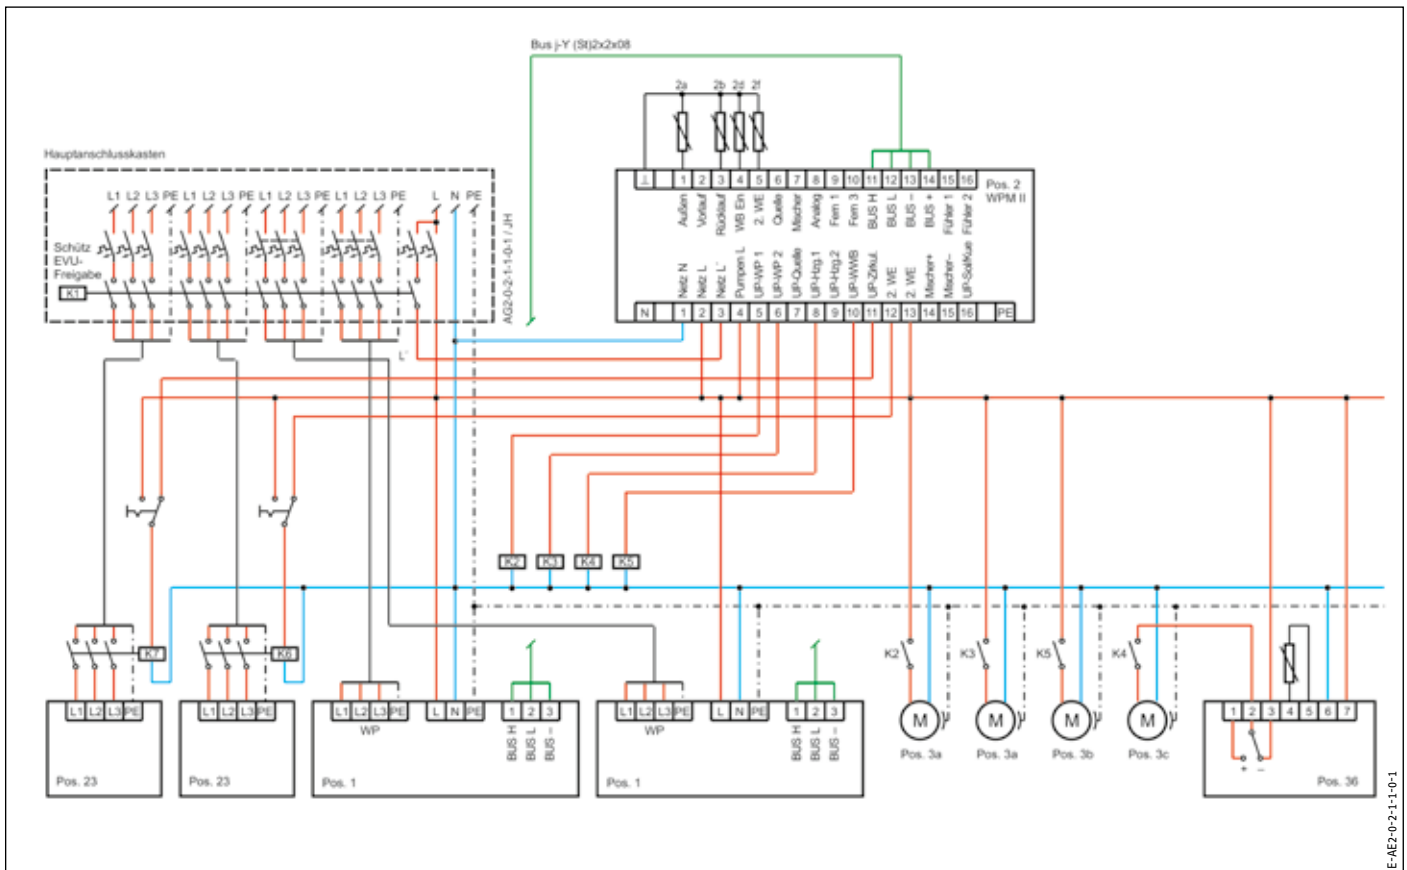 Bus j-Y (St)2x2x08
2a 2b 2d 2f
Hauptanschlusskasten
L1 L2 L3 PE L1 L2 L3 PE L1 L2 L3 PE L1 L2 L3 PE L N PE
Schütz
EVU-
Freigabe
K1
AG2-0-2-1-1-0-1 / JH
L´
⊥ 1 2 3 4 5 6 7 8 9 10 11 12 13 14 15 16
Pos. 2
WPM II
Außen
Vorlauf
Rücklauf
WB Ein
2. WE
Quelle
Mischer
Analog
Fern 1
Fern 3
BUS H
BUS L
BUS –
BUS +
Fühler 1
Fühler 2
Netz N
Netz L
Netz L´
Pumpen L
UP-WP 1
UP-WP 2
UP-Quelle
UP-Hzg.1
UP-Hzg.2
UP-WWB
UP-Zirkul.
2. WE
2. WE
Mischer+
Mischer–
UP-Sol/Kue
N 1 2 3 4 5 6 7 8 9 10 11 12 13 14 15 16 PE
K2 K3 K4 K5
K7 K6
K2 K3 K5 K4
L1 L2 L3 PE
Pos. 23
L1 L2 L3 PE
Pos. 23
L1 L2 L3 PE L N PE 1 2 3
WP
BUS H
BUS L
BUS –
Pos. 1
L1 L2 L3 PE L N PE 1 2 3
WP
BUS H
BUS L
BUS –
Pos. 1
M M M M
Pos. 3a Pos. 3a Pos. 3b Pos. 3c
1 2 3 4 5 6 7
+ –
Pos. 36
E-AE2-0-2-1-1-0-1